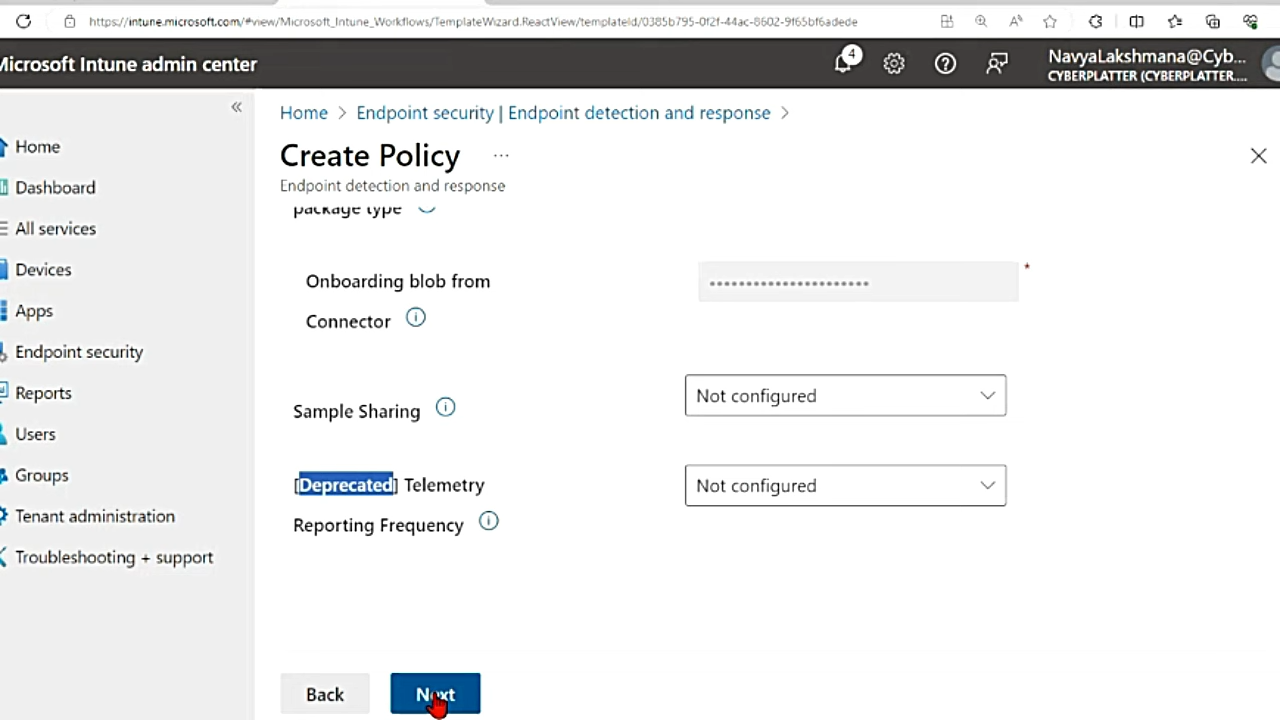 https://intune.microsoft.com/#view/Microsoft_Intune_Workflows/TemplateWizard.ReactView/templateId/0385b795-0f2f-44ac-8602-9f65bf6adede
Microsoft Intune admin center
4
NavyaLakshmana@Cyb...
CYBERPLATTER (CYBERPLATTER....
Home
Dashboard
All services
Devices
Apps
Endpoint security
Reports
Users
Groups
Tenant administration
Troubleshooting + support
Home > Endpoint security | Endpoint detection and response >
Create Policy ...
Endpoint detection and response
package type
Onboarding blob from
Connector
••••••••••••••••••••••
*
Sample Sharing
Not configured
[Deprecated] Telemetry
Reporting Frequency
Not configured
Back
Next